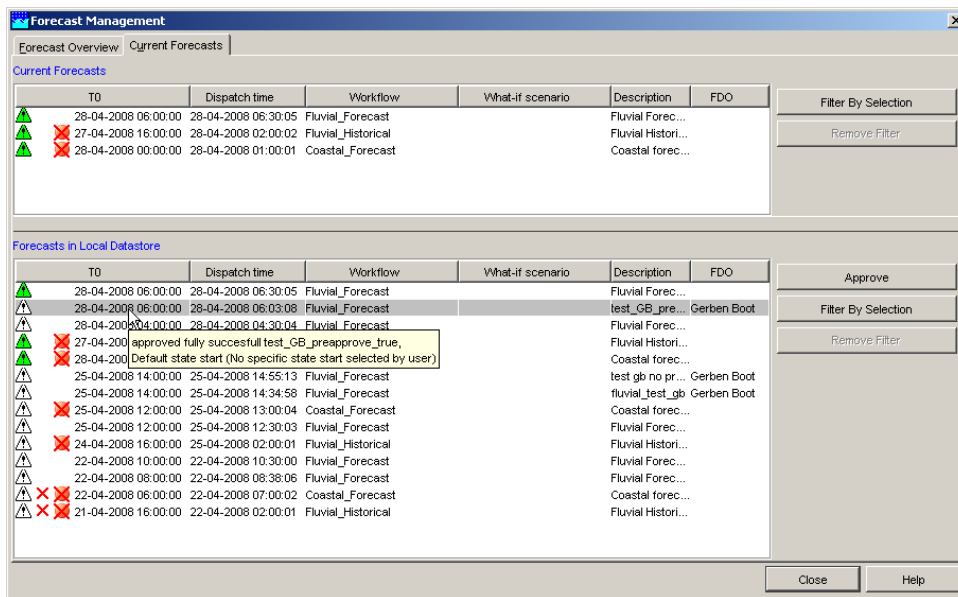 Forecast Management
Forecast Overview Current Forecasts
Current Forecasts
T0 Dispatch time Workflow What-if scenario Description FDO
Filter By Selection
28-04-2008 06:00:00 28-04-2008 06:30:05 Fluvial_Forecast Fluvial Forec...
27-04-2008 16:00:00 28-04-2008 02:00:02 Fluvial_Historical Fluvial Histori...
Remove Filter
28-04-2008 00:00:00 28-04-2008 01:00:01 Coastal_Forecast Coastal forec...
Forecasts in Local Datastore
T0 Dispatch time Workflow What-if scenario Description FDO
Approve
28-04-2008 06:00:00 28-04-2008 06:30:05 Fluvial_Forecast Fluvial Forec...
28-04-2008 06:00:00 28-04-2008 06:03:08 Fluvial_Forecast test_GB_pre... Gerben Boot
Filter By Selection
28-04-2008 04:00:00 28-04-2008 04:30:04 Fluvial_Forecast Fluvial Forec...
27-04-200 approved fully succesfull test_GB_preapprove_true, Fluvial Histori...
Remove Filter
28-04-200 Default state start (No specific state start selected by user) Coastal forec...
25-04-2008 14:00:00 25-04-2008 14:55:13 Fluvial_Forecast test gb no pr... Gerben Boot
25-04-2008 14:00:00 25-04-2008 14:34:58 Fluvial_Forecast fluvial_test_gb Gerben Boot
25-04-2008 12:00:00 25-04-2008 13:00:04 Coastal_Forecast Coastal forec...
25-04-2008 12:00:00 25-04-2008 12:30:03 Fluvial_Forecast Fluvial Forec...
24-04-2008 16:00:00 25-04-2008 02:00:01 Fluvial_Historical Fluvial Histori...
22-04-2008 10:00:00 22-04-2008 10:30:00 Fluvial_Forecast Fluvial Forec...
22-04-2008 08:00:00 22-04-2008 08:38:06 Fluvial_Forecast Fluvial Forec...
22-04-2008 06:00:00 22-04-2008 07:00:02 Coastal_Forecast Coastal forec...
21-04-2008 16:00:00 22-04-2008 02:00:01 Fluvial_Historical Fluvial Histori...
Close Help